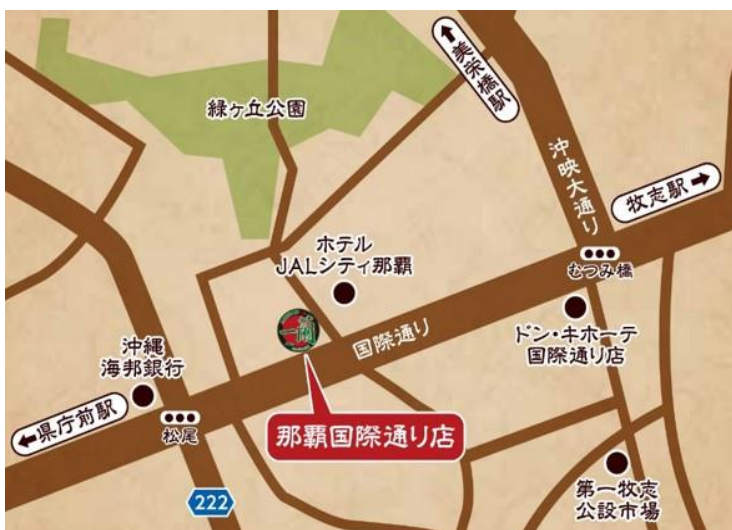 美栄橋駅
緑ヶ丘公園
沖映大通り
牧志駅
ホテル
JALシティ那覇
むつみ橋
国際通り
ドン・キホーテ
国際通り店
一蘭
沖縄
海邦銀行
県庁前駅
松尾
那覇国際通り店
222
第一牧志
公設市場